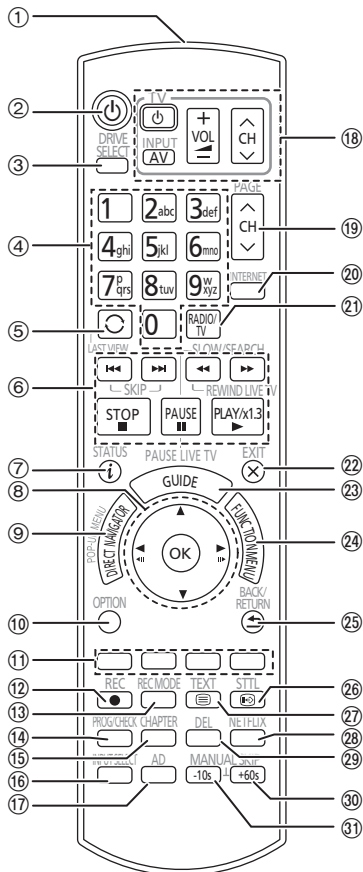 ①
②
TV
DRIVE
SELECT
INPUT
AV
+
VOL
−
CH
⑱
③
PAGE
④
1 2abc 3def
CH
⑲
4ghi 5jkl 6mno
INTERNET
⑳
7pqrs 8tuv 9wxyz
㉑
⑤
0
RADIO/
TV
LAST VIEW
SLOW/SEARCH
⑥
SKIP
REWIND LIVE TV
STOP PAUSE PLAY/x1.3
STATUS
PAUSE LIVE TV
EXIT
⑦
i
㉒
⑧
GUIDE
㉓
⑨
POP-UP MENU
DIRECT NAVIGATOR
OK
FUNCTION MENU
㉔
OPTION
BACK/
RETURN
⑩
㉕
⑪
⑫
REC REC MODE TEXT STTL
㉖
⑬
㉗
⑭
PROG/CHECK CHAPTER DEL NETFLIX
㉘
⑮
㉙
⑯
INPUT SELECT AD MANUAL SKIP
-10s +60s
㉚
⑰
㉛